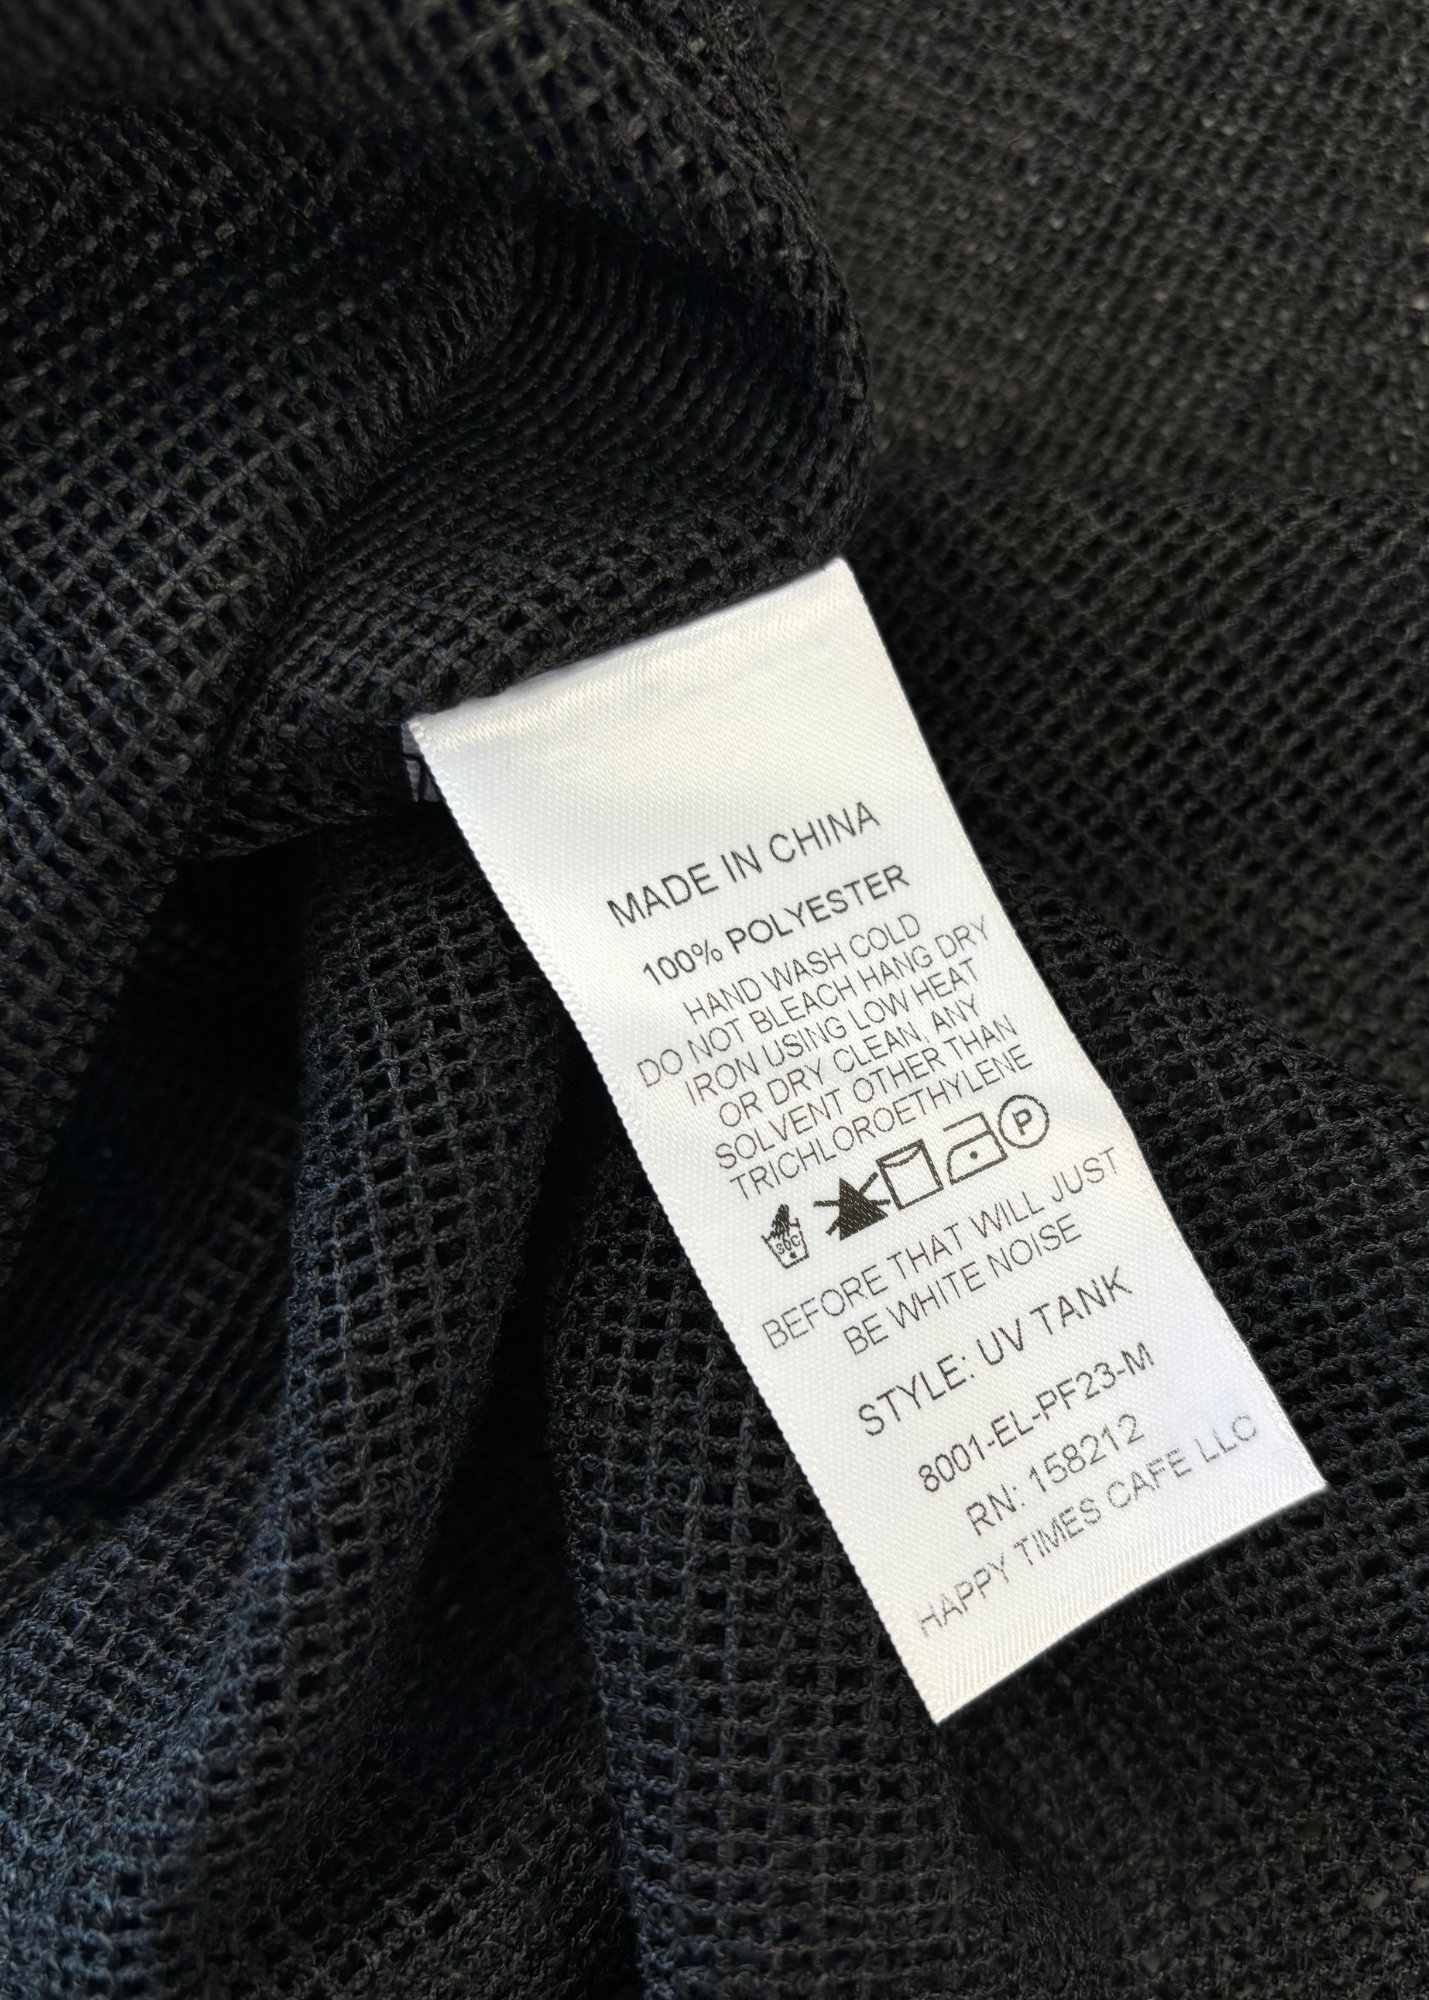 MADE IN CHINA
100% POLYESTER
HAND WASH COLD
DO NOT BLEACH HANG DRY
IRON USING LOW HEAT
OR DRY CLEAN, ANY
SOLVENT OTHER THAN
TRICHLOROETHYLENE
30C P
BEFORE THAT WILL JUST
BE WHITE NOISE
STYLE: UV TANK
8001-EL-PF23-M
RN: 158212
HAPPY TIMES CAFE LLC